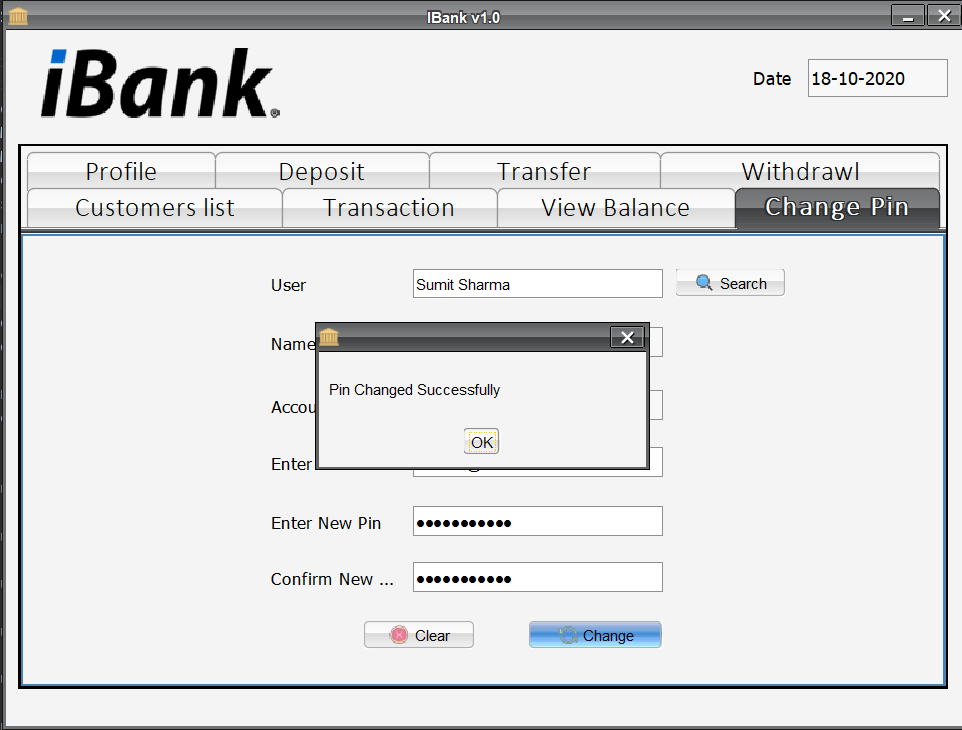 IBank v1.0
iBank
Date 18-10-2020
Profile Deposit Transfer Withdrawl
Customers list Transaction View Balance Change Pin
User Sumit Sharma Search
Name
Pin Changed Successfully
OK
Enter
Enter New Pin
Confirm New ...
Clear Change